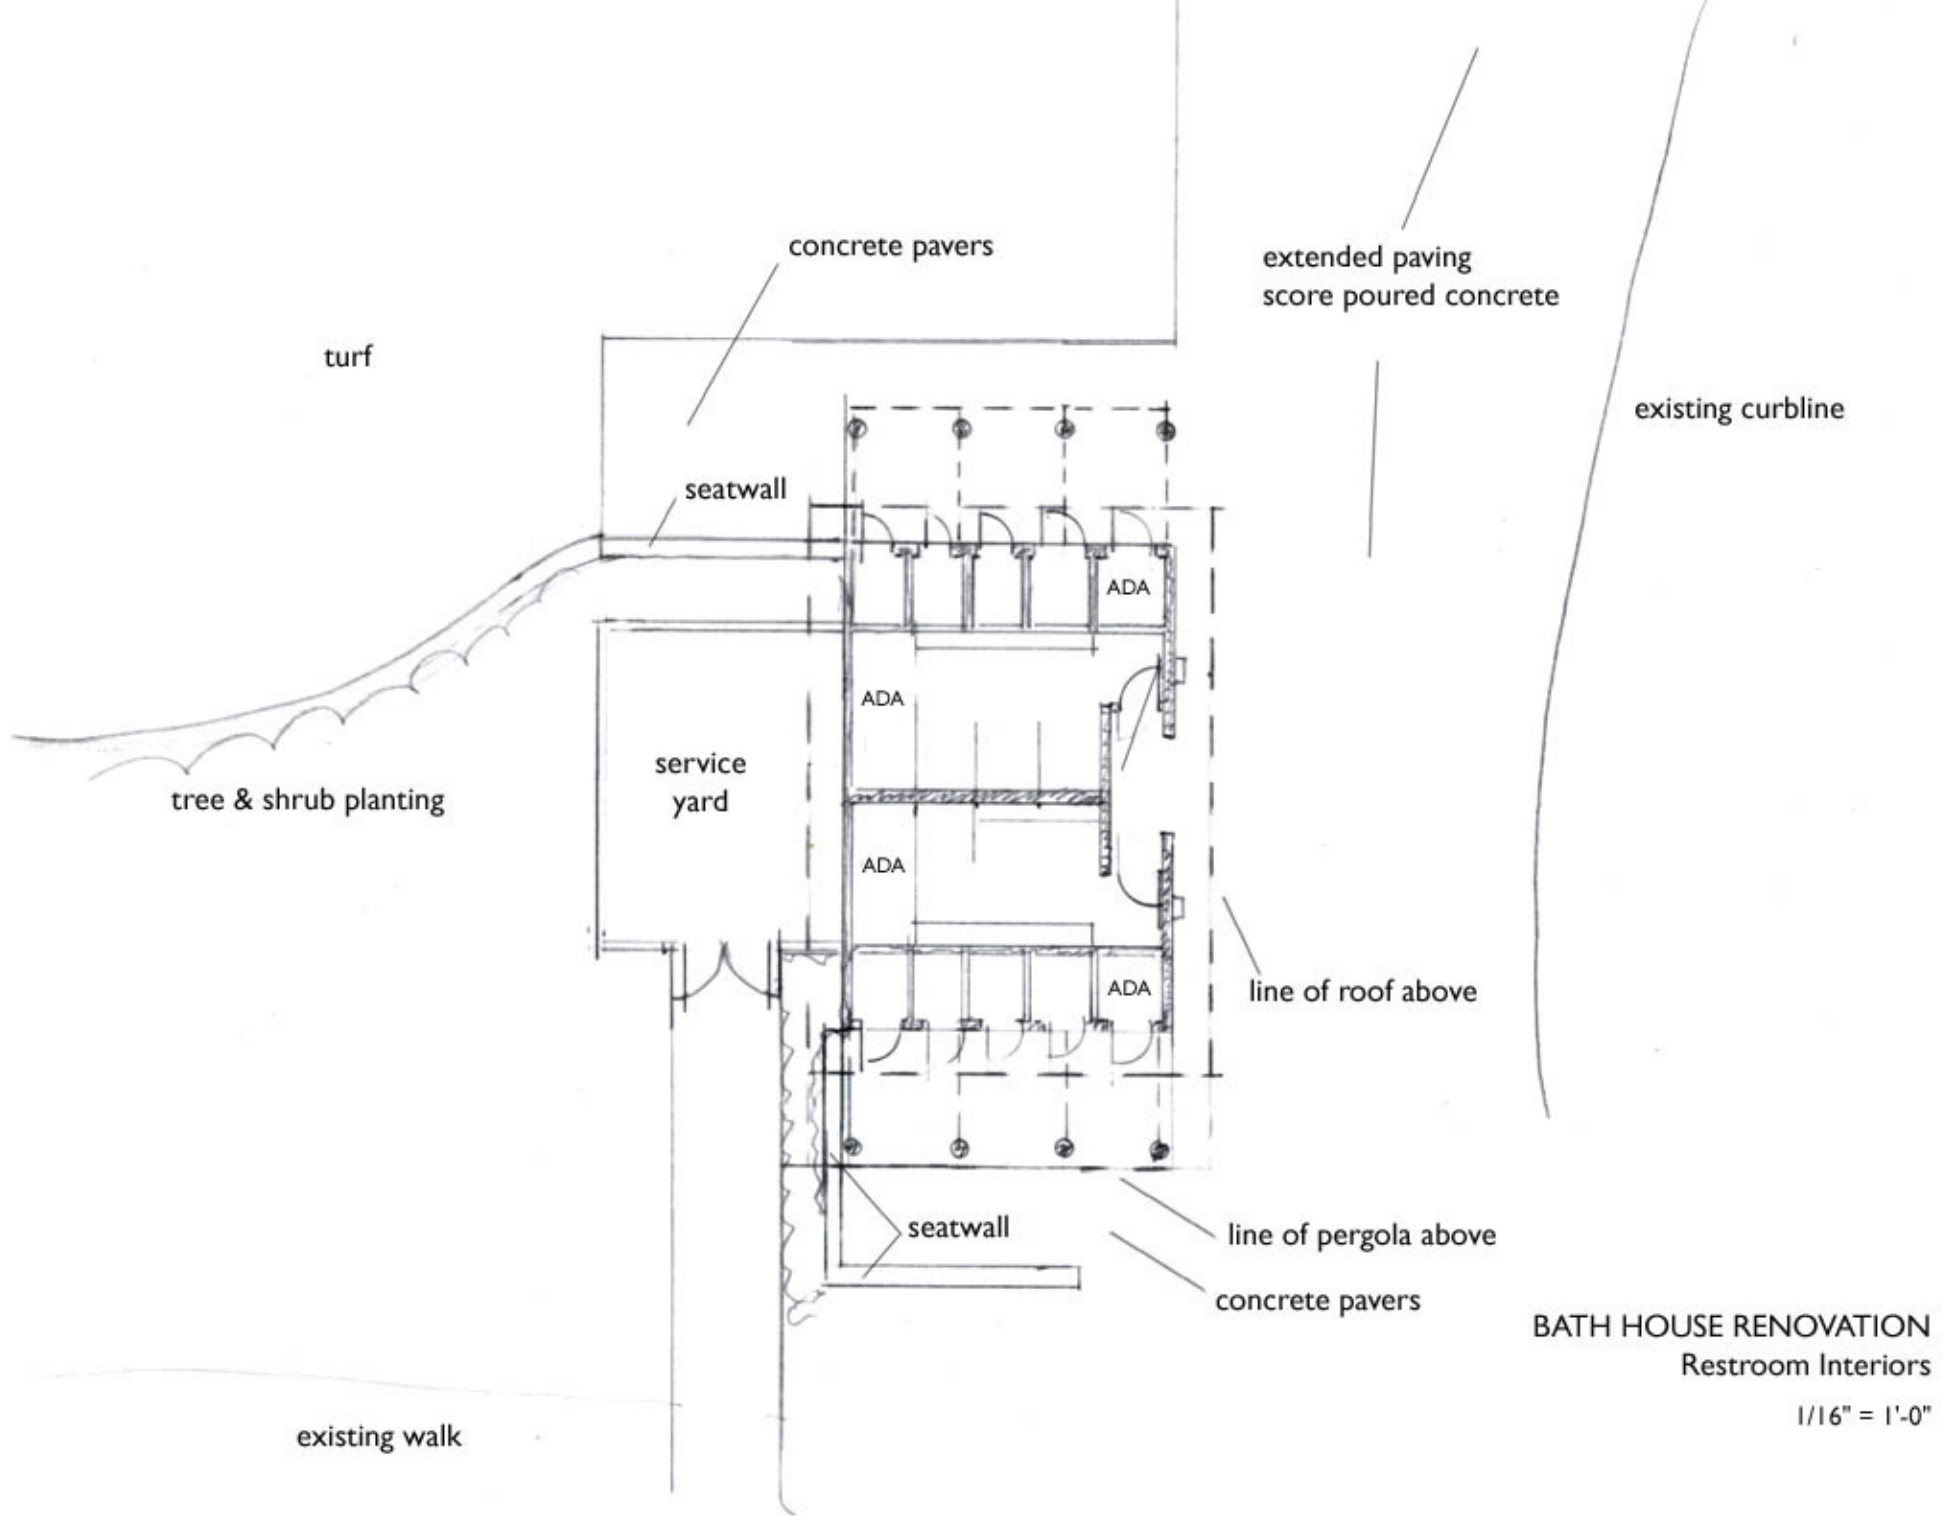 concrete pavers
extended paving
score poured concrete
turf
existing curbline
seatwall
ADA
ADA
service
yard
tree & shrub planting
ADA
ADA
line of roof above
seatwall
line of pergola above
concrete pavers
BATH HOUSE RENOVATION
Restroom Interiors
1/16" = 1'-0"
existing walk